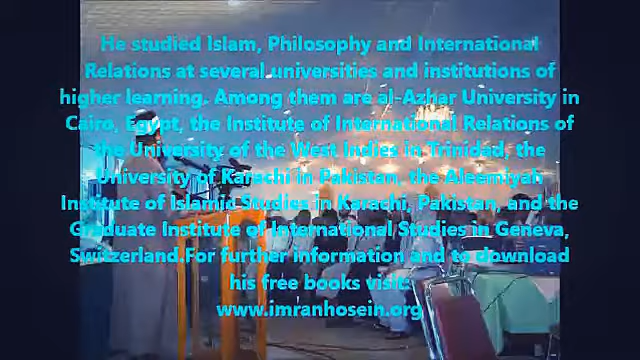 He studied Islam, Philosophy and International
Relations at several universities and institutions of
higher learning. Among them are al-Azhar University in
Cairo, Egypt, the Institute of International Relations of
the University of the West Indies in Trinidad, the
University of Karachi in Pakistan, the Aleemiyah
Institute of Islamic Studies in Karachi, Pakistan, and the
Graduate Institute of International Studies in Geneva,
Switzerland.For further information and to download
his free books visit:
www.imranhosein.org